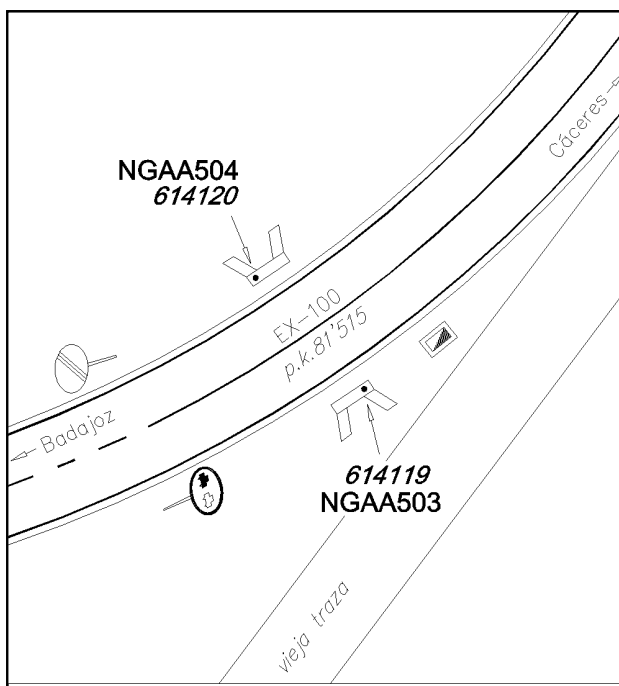 Cáceres
NGAA504
614120
EX-100
p.k.81'515
Badajoz
614119
NGAA503
vieja traza